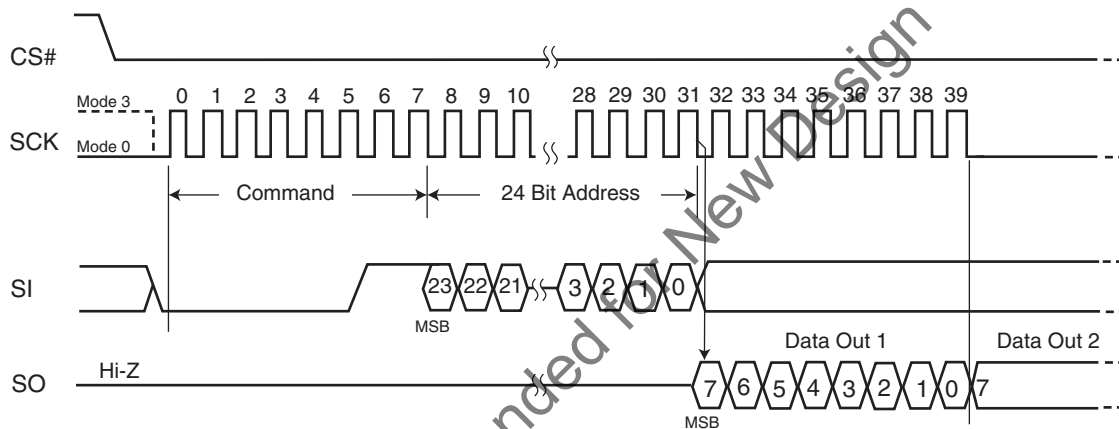 CS#
Mode 3
0 1 2 3 4 5 6 7 8 9 10 28 29 30 31 32 33 34 35 36 37 38 39
SCK
Mode 0
Command
24 Bit Address
SI
23 22 21 3 2 1 0
MSB
Data Out 1
Data Out 2
Hi-Z
SO
7 6 5 4 3 2 1 0 7
MSB
nded for New Design